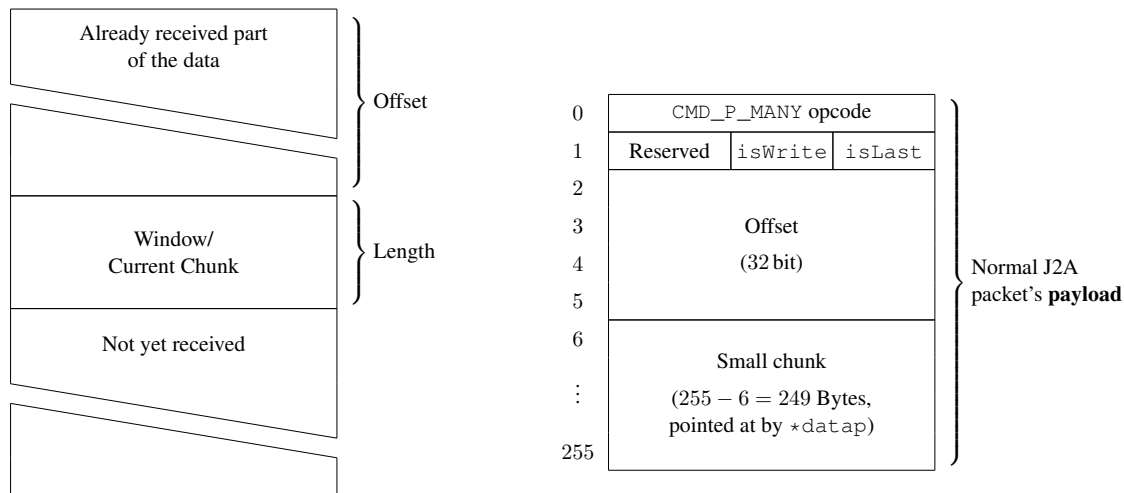 Already received part
of the data
Offset
Window/
Current Chunk
Length
Not yet received
0
CMD_P_MANY opcode
1
Reserved isWrite isLast
2
3
4
5
Offset
(32 bit)
6
⋮
255
Small chunk
(255 − 6 = 249 Bytes,
pointed at by *datap)
Normal J2A
packet's payload